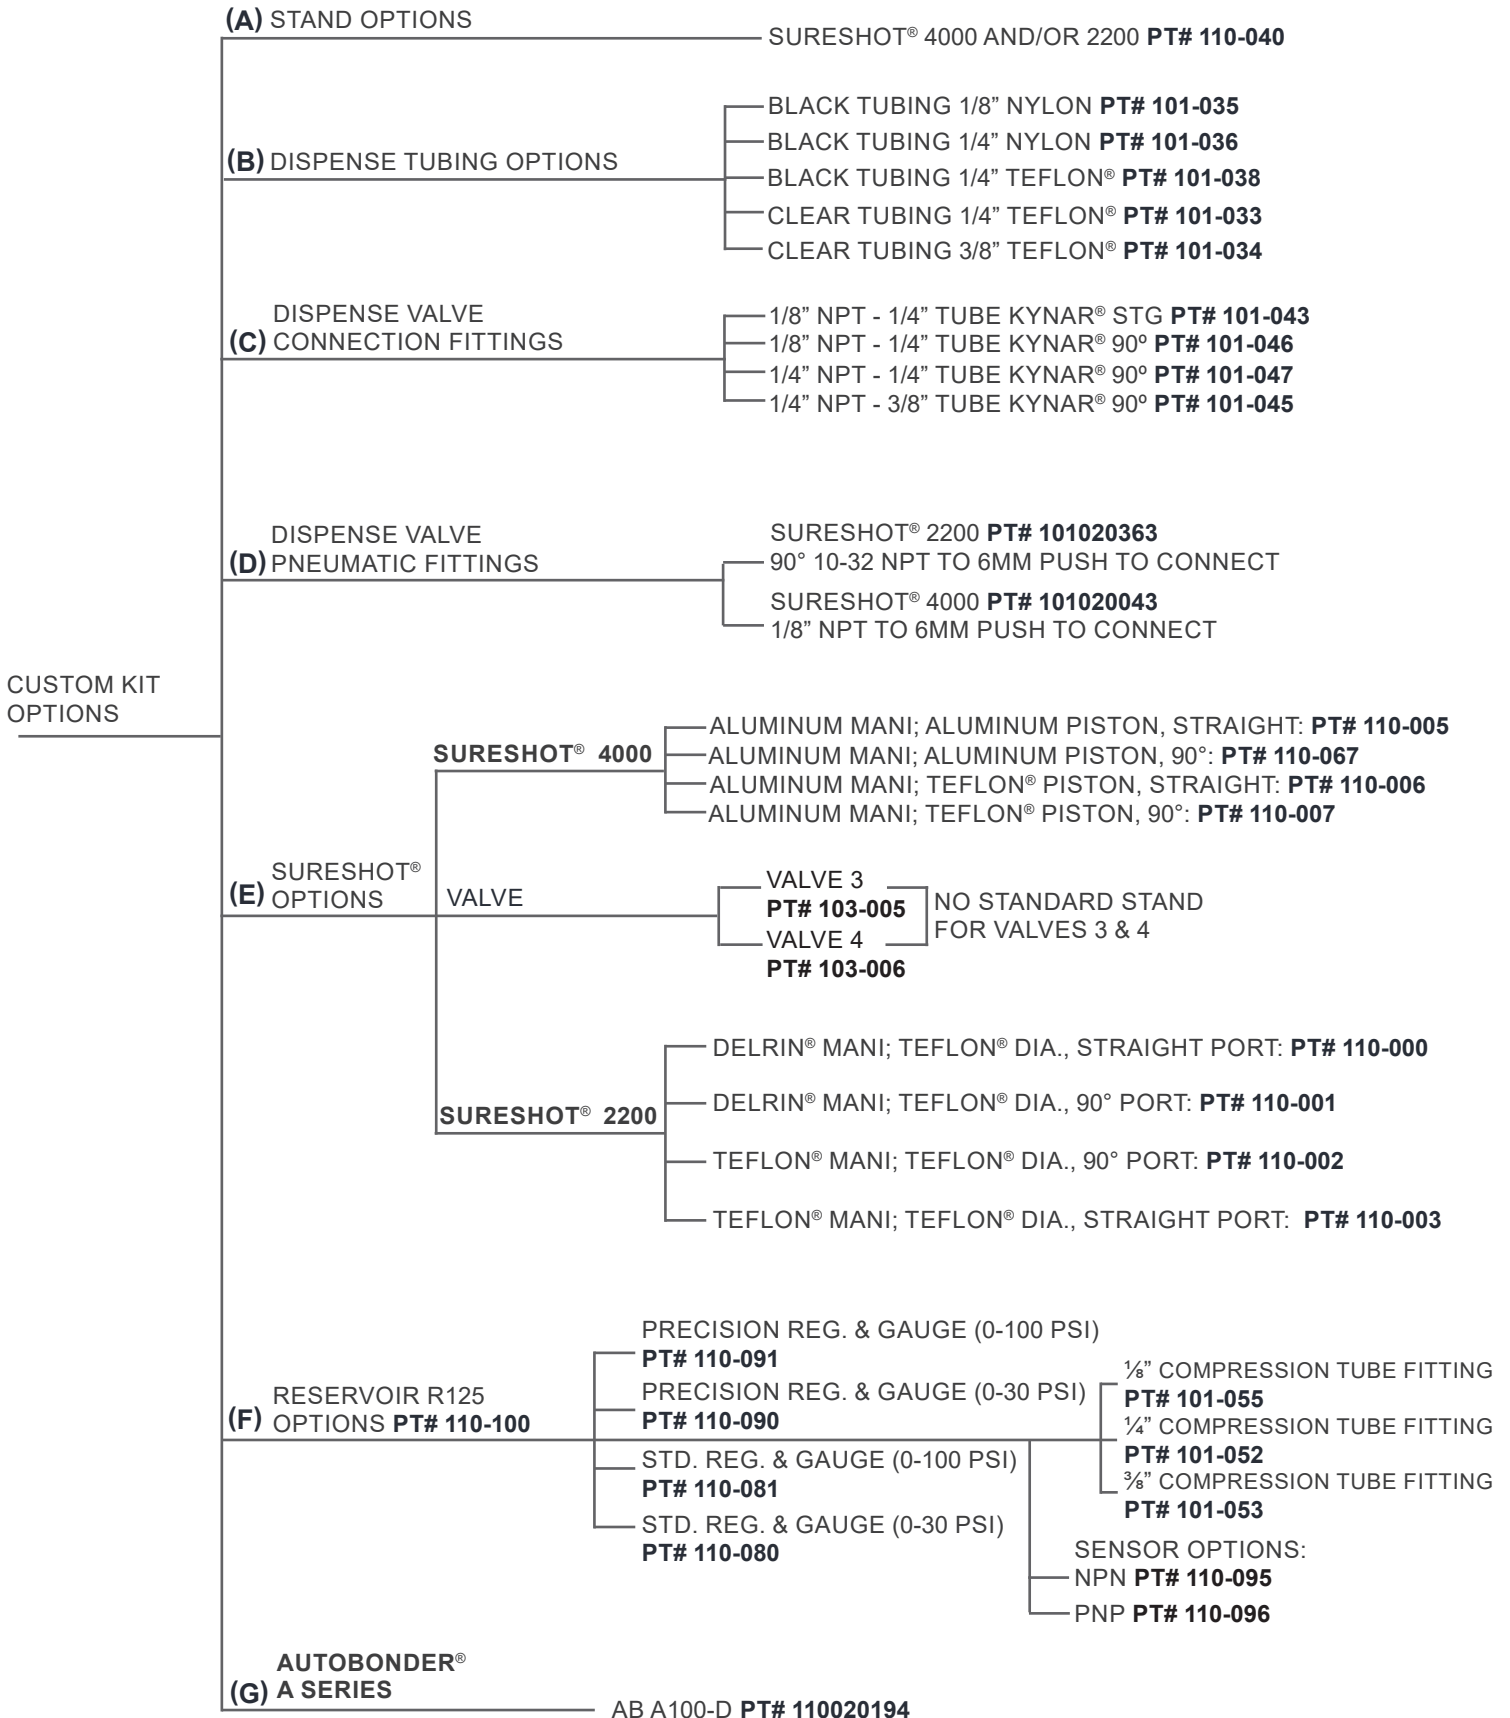 (A) STAND OPTIONS
SURESHOT® 4000 AND/OR 2200 PT# 110-040
(B) DISPENSE TUBING OPTIONS
BLACK TUBING 1/8” NYLON PT# 101-035
BLACK TUBING 1/4” NYLON PT# 101-036
BLACK TUBING 1/4” TEFLON® PT# 101-038
CLEAR TUBING 1/4” TEFLON® PT# 101-033
CLEAR TUBING 3/8” TEFLON® PT# 101-034
DISPENSE VALVE
(C) CONNECTION FITTINGS
1/8” NPT - 1/4” TUBE KYNAR® STG PT# 101-043
1/8” NPT - 1/4” TUBE KYNAR® 90º PT# 101-046
1/4” NPT - 1/4” TUBE KYNAR® 90º PT# 101-047
1/4” NPT - 3/8” TUBE KYNAR® 90º PT# 101-045
DISPENSE VALVE
(D) PNEUMATIC FITTINGS
SURESHOT® 2200 PT# 101020363
90° 10-32 NPT TO 6MM PUSH TO CONNECT
SURESHOT® 4000 PT# 101020043
1/8” NPT TO 6MM PUSH TO CONNECT
CUSTOM KIT
OPTIONS
SURESHOT®
(E) OPTIONS
SURESHOT® 4000
ALUMINUM MANI; ALUMINUM PISTON, STRAIGHT: PT# 110-005
ALUMINUM MANI; ALUMINUM PISTON, 90°: PT# 110-067
ALUMINUM MANI; TEFLON® PISTON, STRAIGHT: PT# 110-006
ALUMINUM MANI; TEFLON® PISTON, 90°: PT# 110-007
VALVE
VALVE 3
PT# 103-005
VALVE 4
PT# 103-006
NO STANDARD STAND
FOR VALVES 3 & 4
SURESHOT® 2200
DELRIN® MANI; TEFLON® DIA., STRAIGHT PORT: PT# 110-000
DELRIN® MANI; TEFLON® DIA., 90° PORT: PT# 110-001
TEFLON® MANI; TEFLON® DIA., 90° PORT: PT# 110-002
TEFLON® MANI; TEFLON® DIA., STRAIGHT PORT: PT# 110-003
RESERVOIR R125
(F) OPTIONS PT# 110-100
PRECISION REG. & GAUGE (0-100 PSI)
PT# 110-091
PRECISION REG. & GAUGE (0-30 PSI)
PT# 110-090
STD. REG. & GAUGE (0-100 PSI)
PT# 110-081
STD. REG. & GAUGE (0-30 PSI)
PT# 110-080
⅛” COMPRESSION TUBE FITTING
PT# 101-055
¼” COMPRESSION TUBE FITTING
PT# 101-052
⅜” COMPRESSION TUBE FITTING
PT# 101-053
SENSOR OPTIONS:
NPN PT# 110-095
PNP PT# 110-096
AUTOBONDER®
(G) A SERIES
AB A100-D PT# 110020194